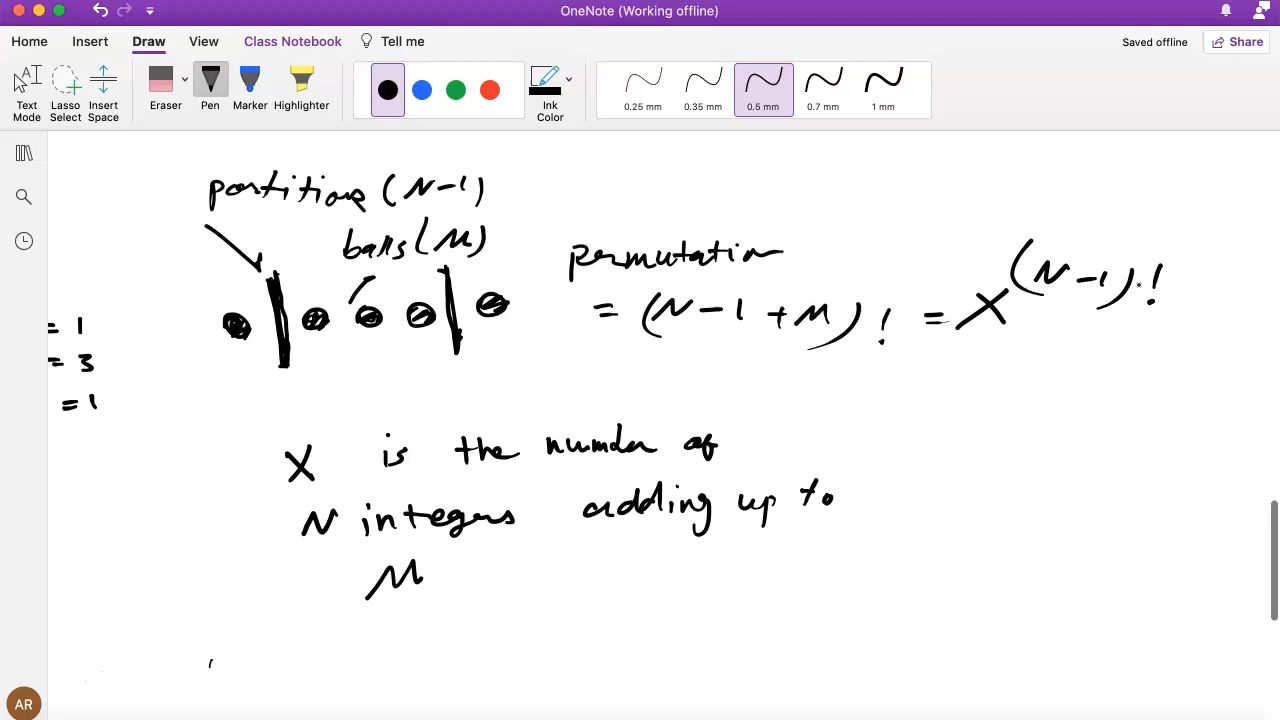 OneNote (Working offline)
Home Insert Draw View Class Notebook Tell me
Saved offline Share
Text Mode
Lasso Select
Insert Space
Eraser
Pen
Marker
Highlighter
Ink Color
0.25 mm 0.35 mm 0.5 mm 0.7 mm 1 mm
partitions (N-1)
balls (M)
permutation
= (N-1+M)! = X (N-1)!
= 1
= 3
= 1
X is the number of
N integers adding up to
M
AR